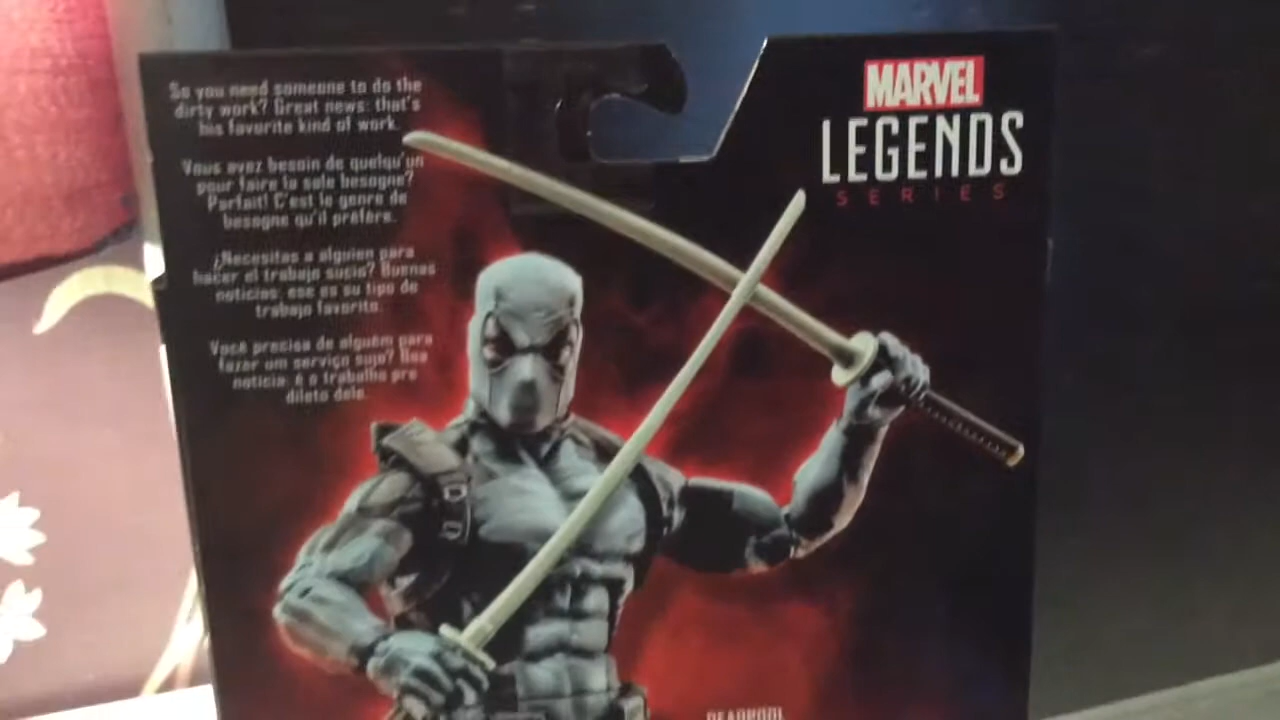 So you need someone to do the
dirty work? Great news: that's
his favorite kind of work.
Vous avez besoin de quelqu'un
pour faire la sale besogne?
Parfait! C'est le genre de
besogne qu'il préfère.
¿Necesitas a alguien para
hacer el trabajo sucio? Buenas
noticias: ese es su tipo de
trabajo favorito.
Você precisa de alguém para
fazer um serviço sujo? Boa
notícia: é o trabalho pre
dileto dele.
MARVEL
LEGENDS
SERIES
DEADPOOL